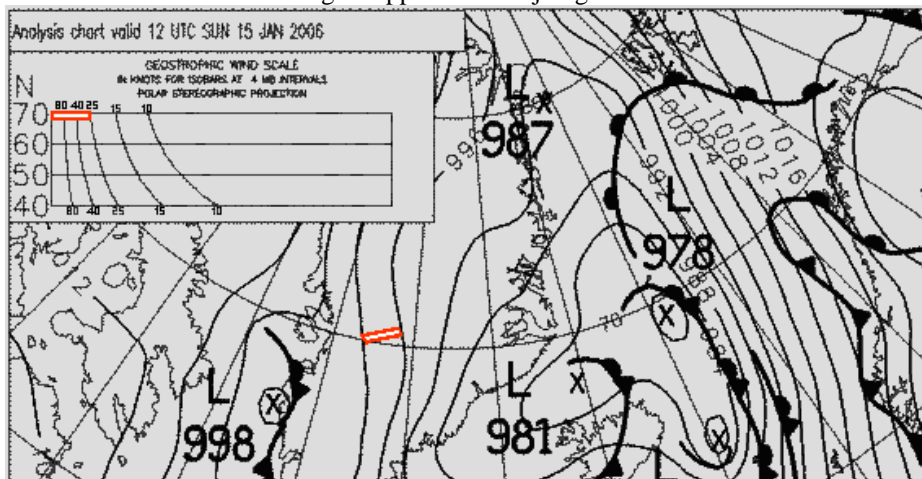 Analysis chart valid 12 UTC SUN 15 JAN 2006
GEOSTROPHIC WIND SCALE
IN KNOTS FOR ISOBARS AT 4 MB INTERVALS
POLAR STEREOGRAPHIC PROJECTION
N
80 40 25 15 10
70
60
50
40
80 40 25 15 10
L
X
987
992
1000
1004
1008
1012
1016
L
978
988
70
X
L
998
X
L
981
X
X
L